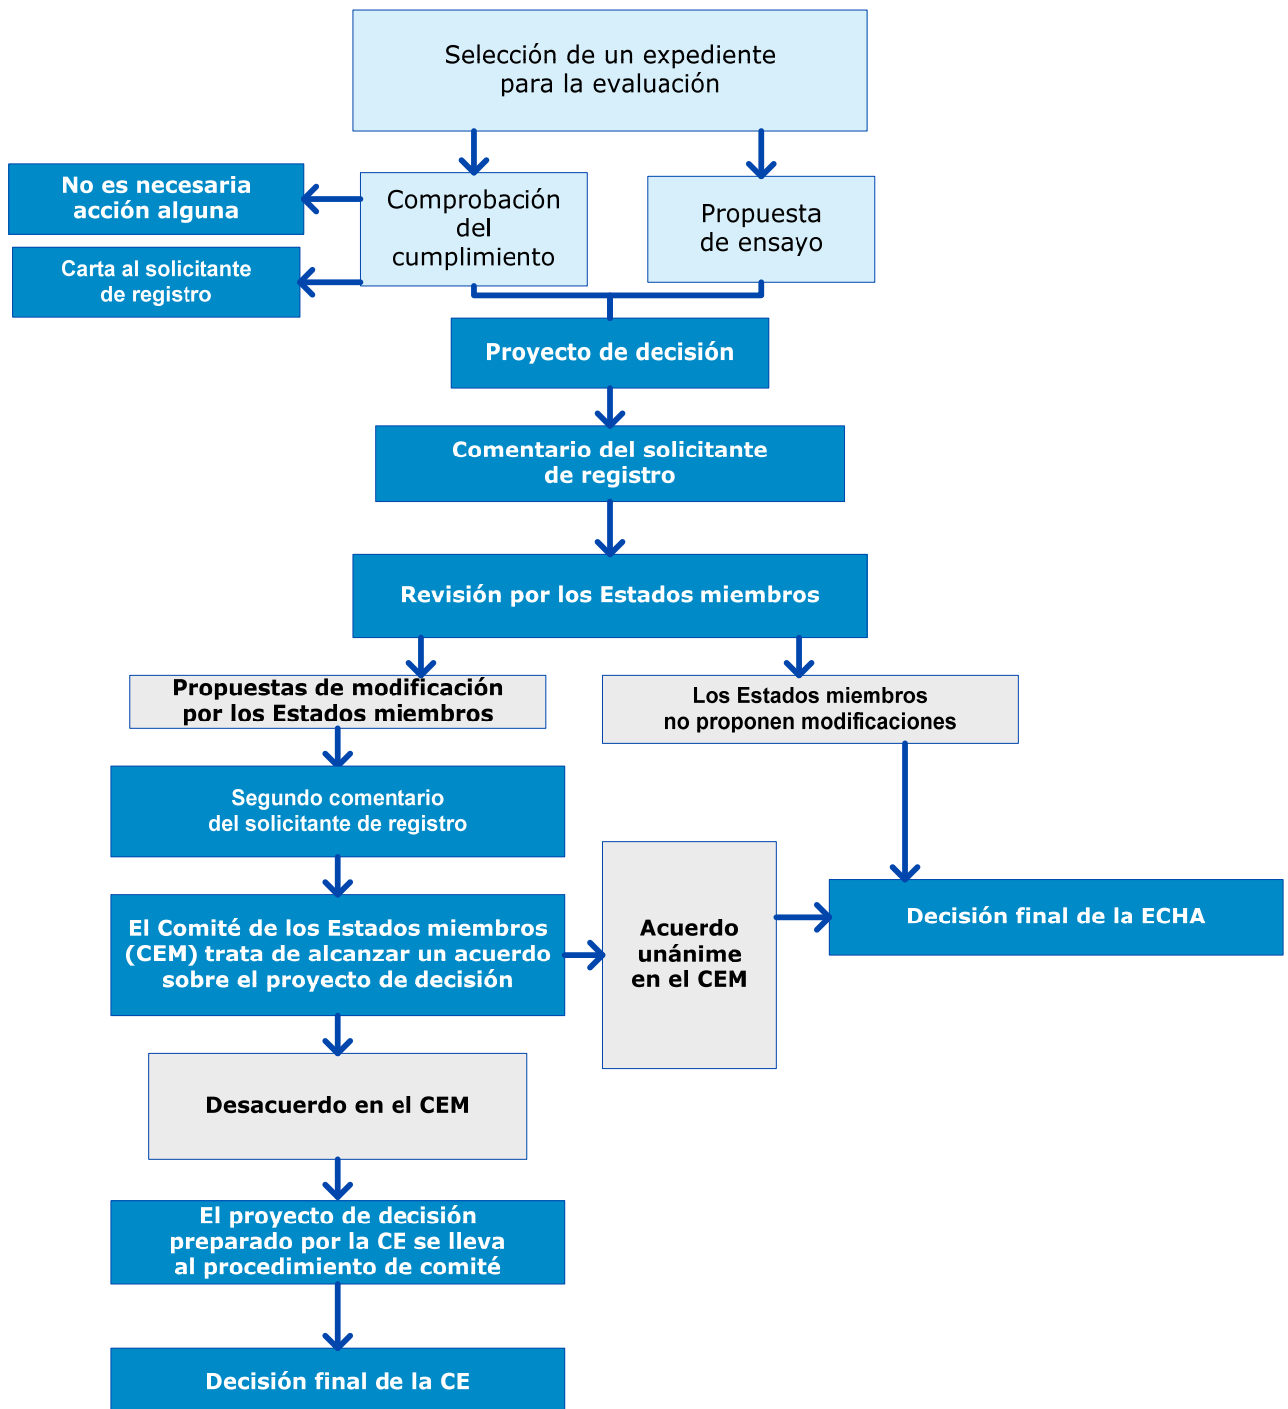 Selección de un expediente
para la evaluación
No es necesaria
acción alguna
Comprobación
del
cumplimiento
Propuesta
de ensayo
Carta al solicitante
de registro
Proyecto de decisión
Comentario del solicitante
de registro
Revisión por los Estados miembros
Propuestas de modificación
por los Estados miembros
Los Estados miembros
no proponen modificaciones
Segundo comentario
del solicitante de registro
El Comité de los Estados miembros
(CEM) trata de alcanzar un acuerdo
sobre el proyecto de decisión
Acuerdo
unánime
en el CEM
Decisión final de la ECHA
Desacuerdo en el CEM
El proyecto de decisión
preparado por la CE se lleva
al procedimiento de comité
Decisión final de la CE